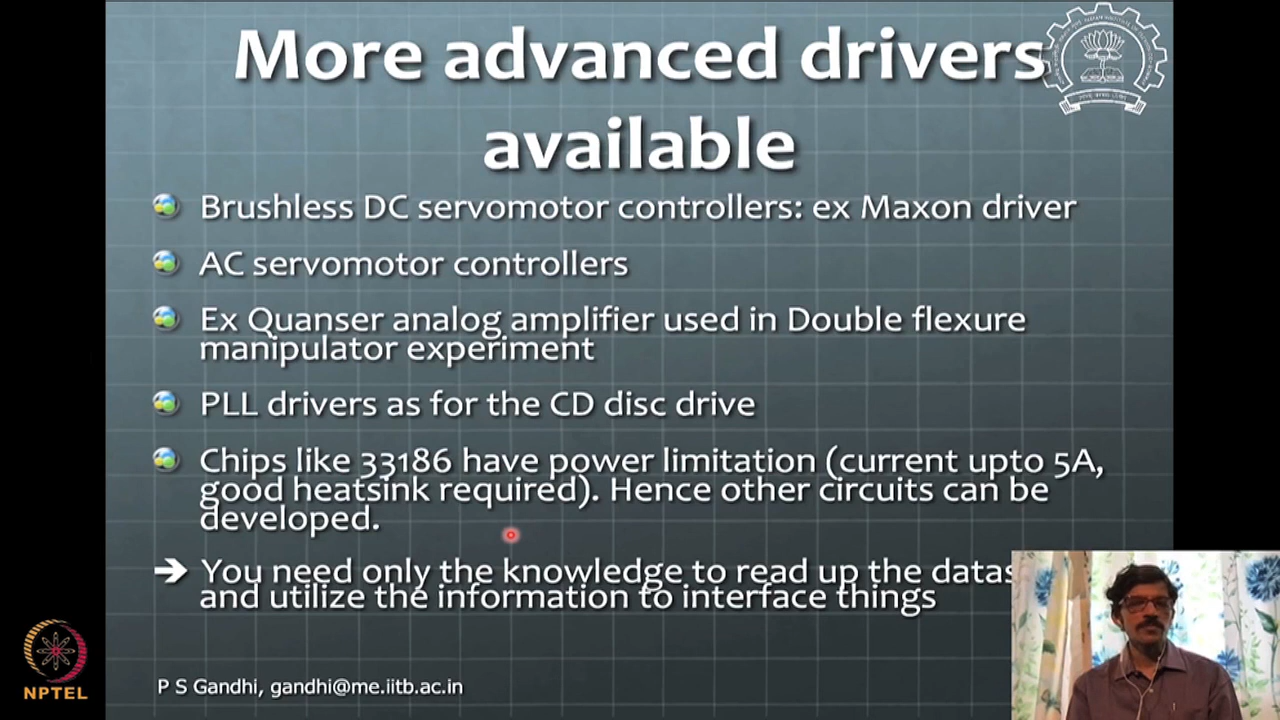 More advanced drivers
available
Brushless DC servomotor controllers: ex Maxon driver
AC servomotor controllers
Ex Quanser analog amplifier used in Double flexure
manipulator experiment
PLL drivers as for the CD disc drive
Chips like 33186 have power limitation (current upto 5A,
good heatsink required). Hence other circuits can be
developed.
➔ You need only the knowledge to read up the datas
and utilize the information to interface things
P S Gandhi, gandhi@me.iitb.ac.in
NPTEL